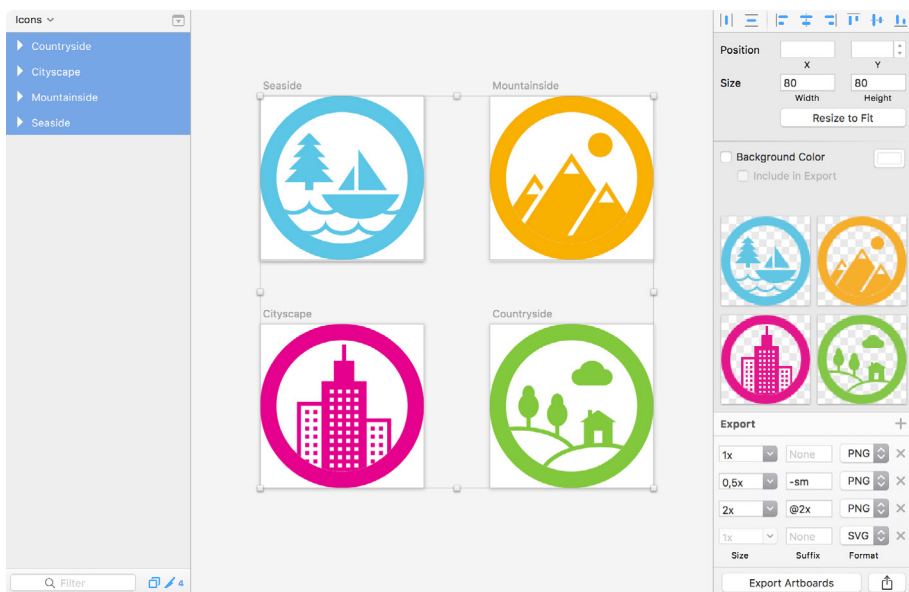 Icons
Countryside
Cityscape
Mountainside
Seaside
Filter
4
Seaside
Mountainside
Cityscape
Countryside
Position
X
Y
Size
80
80
Width
Height
Resize to Fit
Background Color
Include in Export
Export
1x
None
PNG
0,5x
-sm
PNG
2x
@2x
PNG
1x
None
SVG
Size
Suffix
Format
Export Artboards